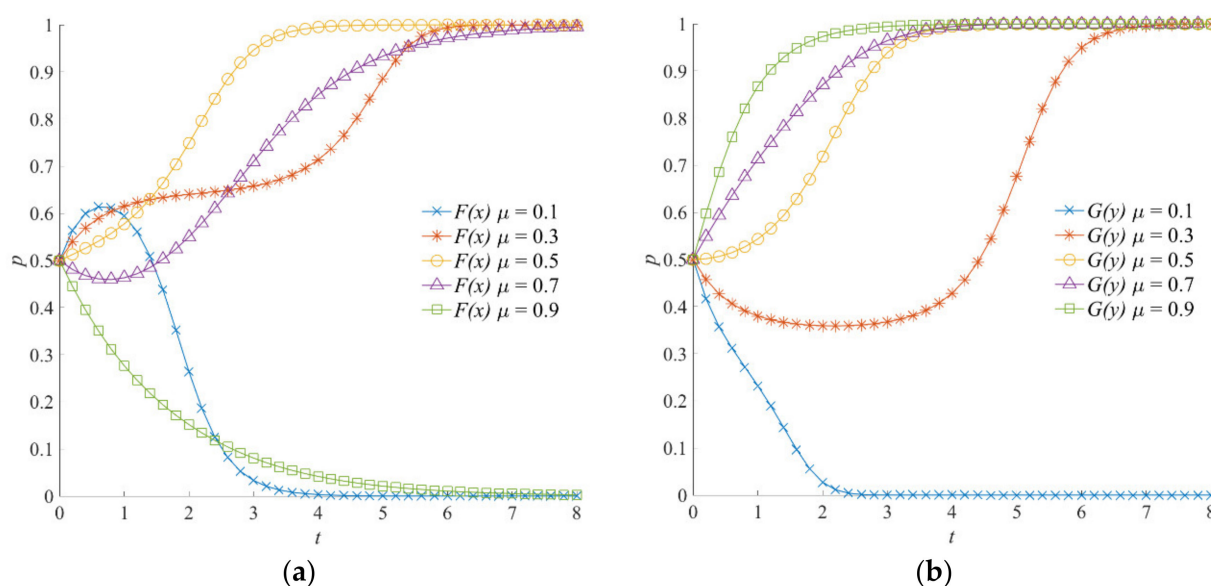 1
0.9
0.8
0.7
0.6
0.5
0.4
0.3
0.2
0.1
0
p
F(x) μ = 0.1
F(x) μ = 0.3
F(x) μ = 0.5
F(x) μ = 0.7
F(x) μ = 0.9
0 1 2 3 4 5 6 7 8
t
(a)
1
0.9
0.8
0.7
0.6
0.5
0.4
0.3
0.2
0.1
0
p
G(y) μ = 0.1
G(y) μ = 0.3
G(y) μ = 0.5
G(y) μ = 0.7
G(y) μ = 0.9
0 1 2 3 4 5 6 7 8
t
(b)